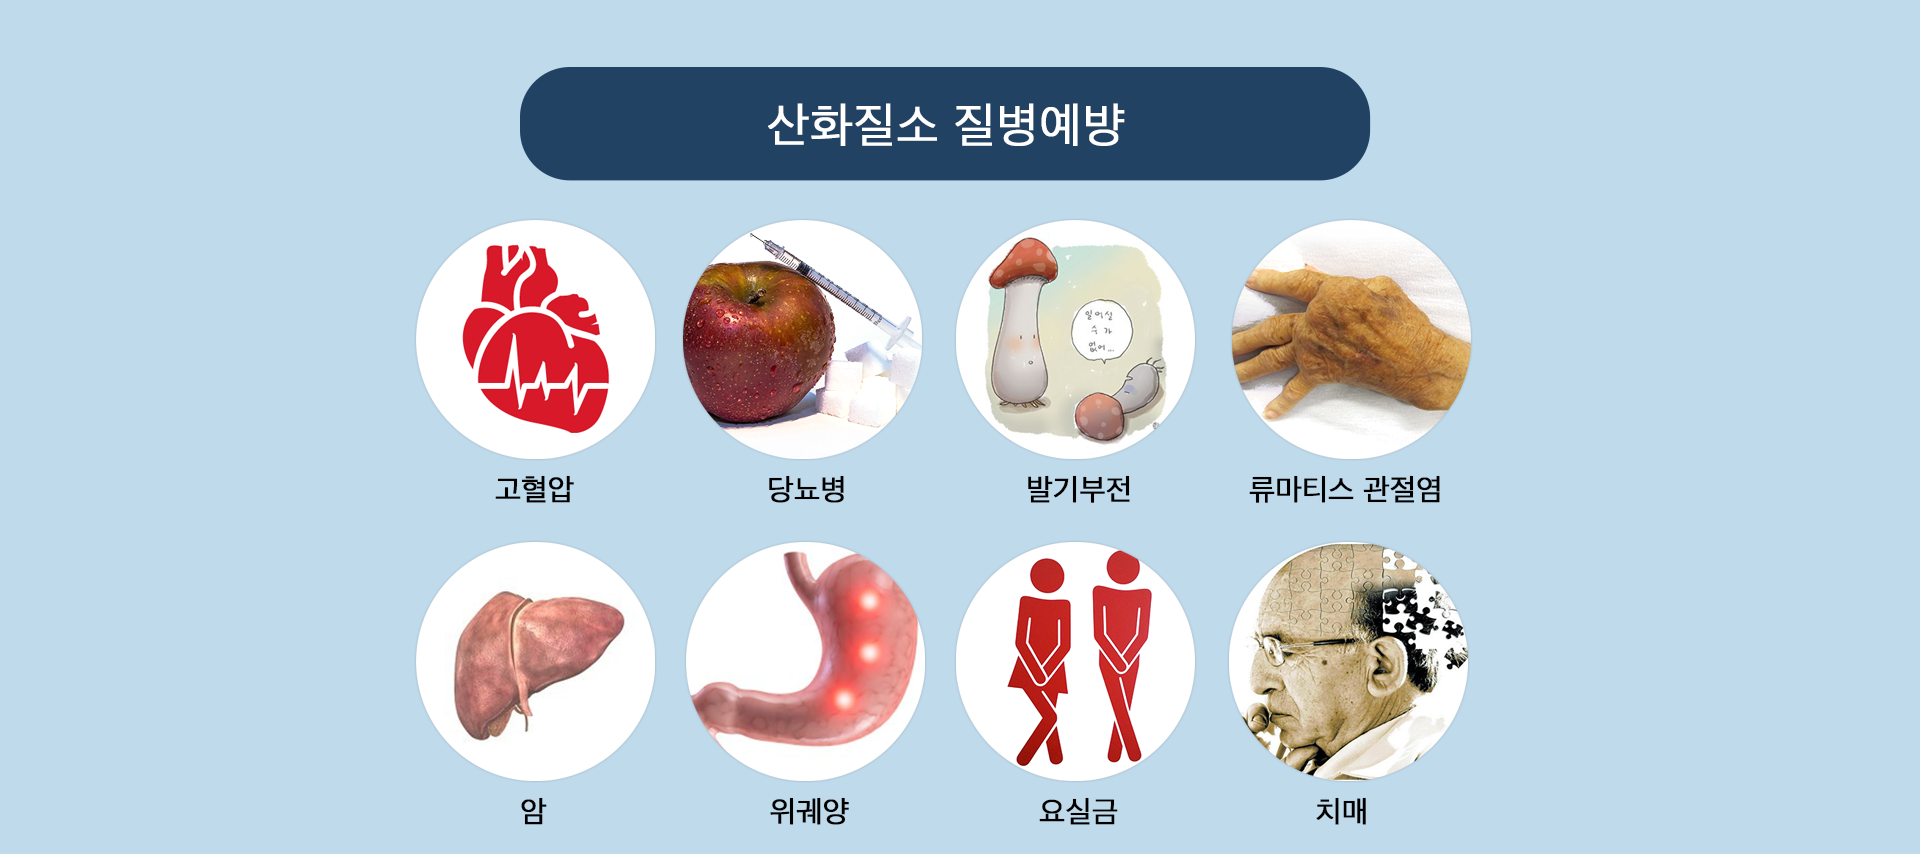 산화질소 질병예방
일어설
수 가
없어...
고혈압
당뇨병
발기부전
류마티스 관절염
암
위궤양
요실금
치매